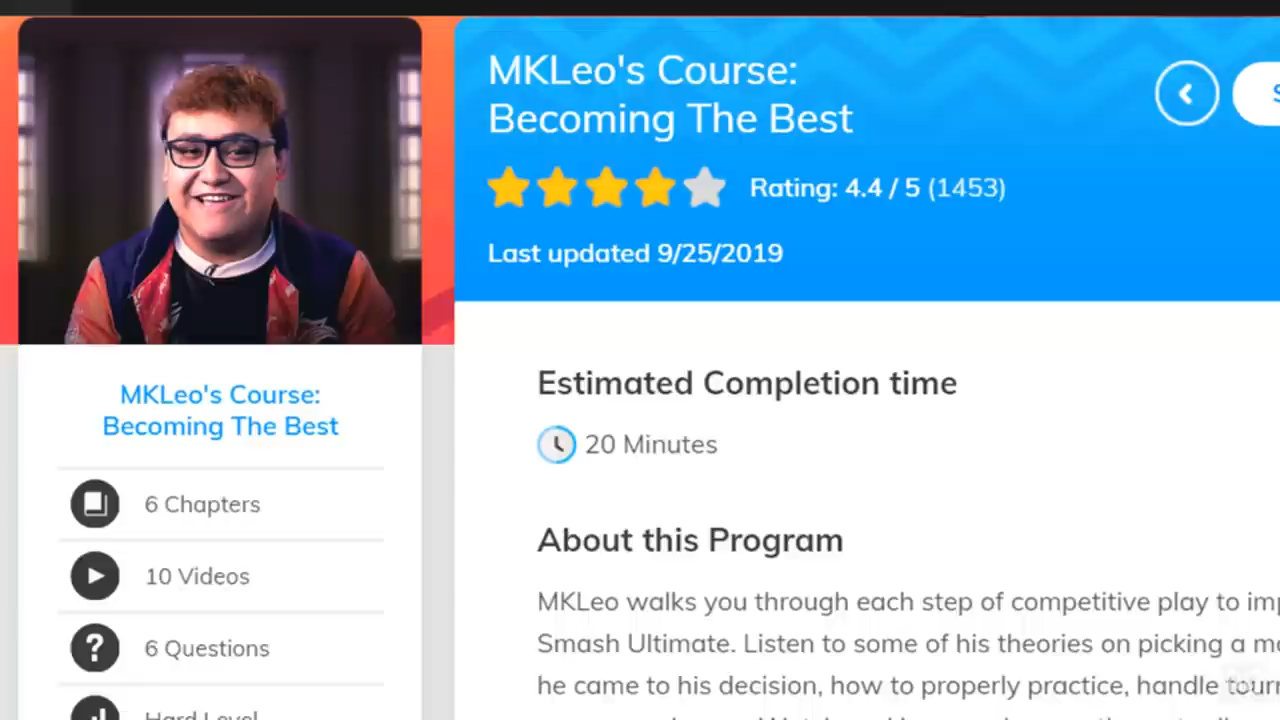 MKLeo's Course:
Becoming The Best
Rating: 4.4 / 5 (1453)
Last updated 9/25/2019
MKLeo's Course:
Becoming The Best
6 Chapters
10 Videos
6 Questions
Hard Level
Estimated Completion time
20 Minutes
About this Program
MKLeo walks you through each step of competitive play to
Smash Ultimate. Listen to some of his theories on picking a
he came to his decision, how to properly practice, handle